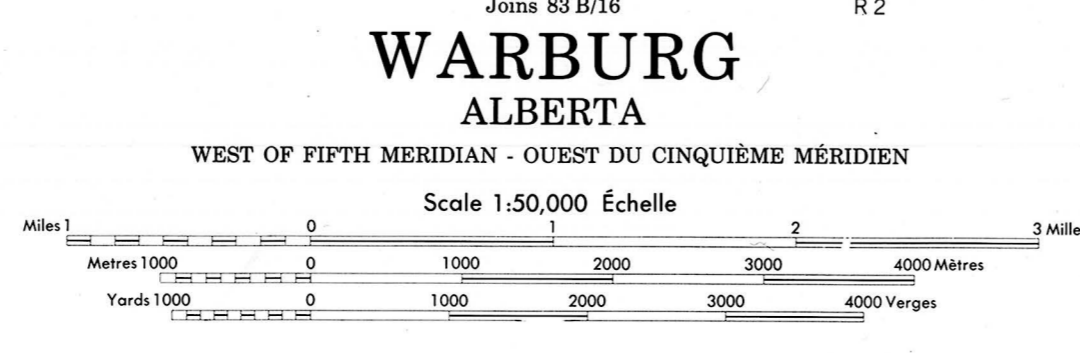 Joins 83 B/16 R 2
WARBURG
ALBERTA
WEST OF FIFTH MERIDIAN - OUEST DU CINQUIÈME MÉRIDIEN
Scale 1:50,000 Échelle
Miles 1 0 1 2 3 Mille
Metres 1000 0 1000 2000 3000 4000 Mètres
Yards 1000 0 1000 2000 3000 4000 Verges